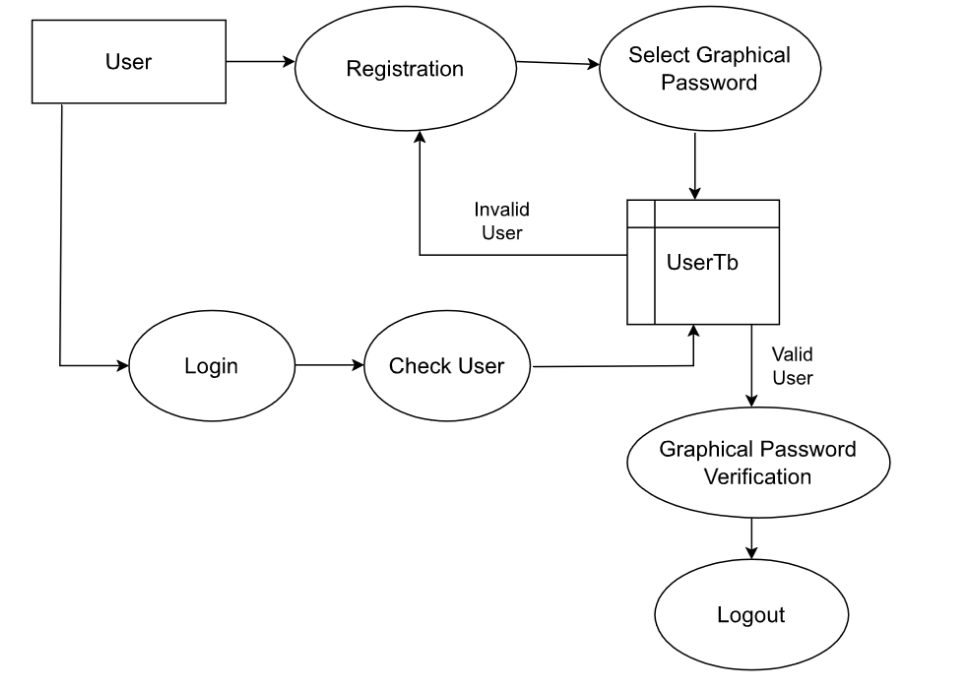 User
Registration
Select Graphical
Password
Invalid
User
UserTb
Login
Check User
Valid
User
Graphical Password
Verification
Logout